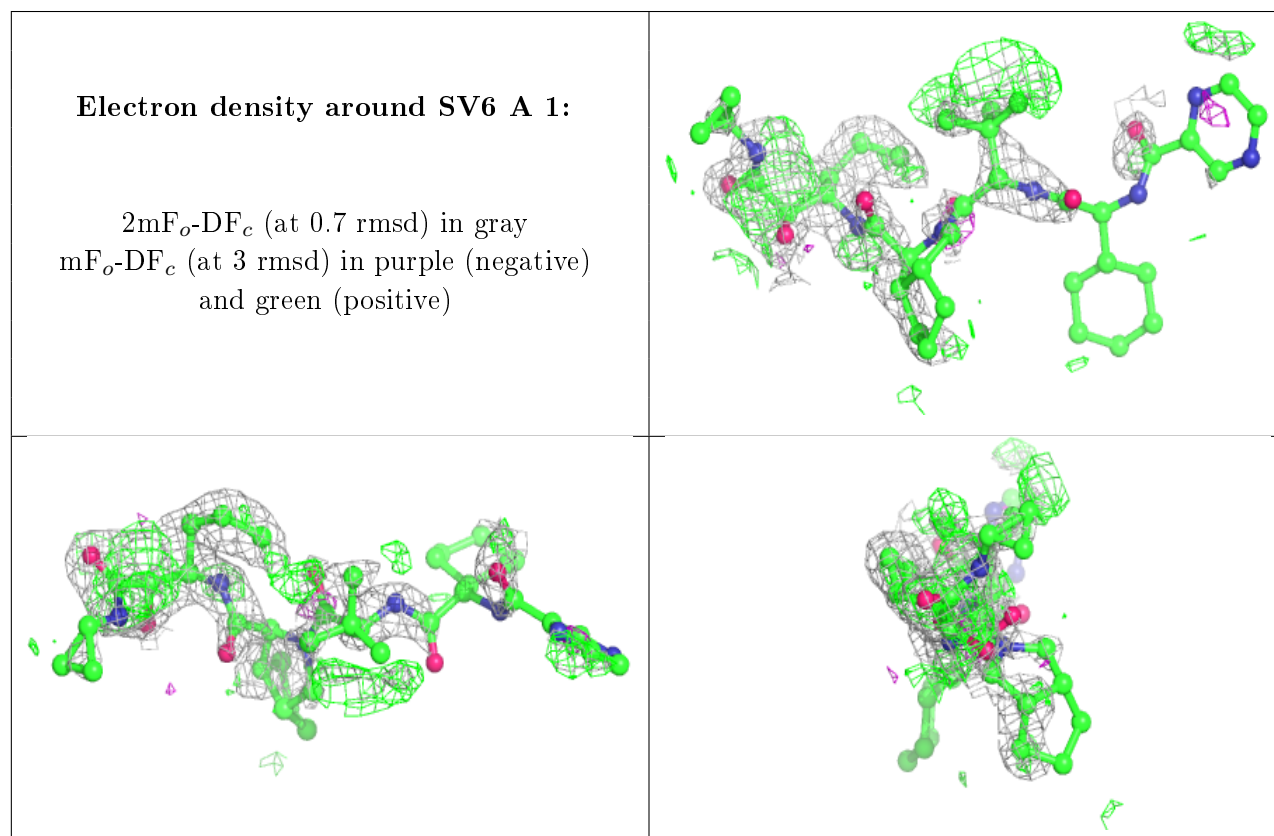 Electron density around SV6 A 1:
2mFₒ-DF𝒸 (at 0.7 rmsd) in gray
mFₒ-DF𝒸 (at 3 rmsd) in purple (negative)
and green (positive)